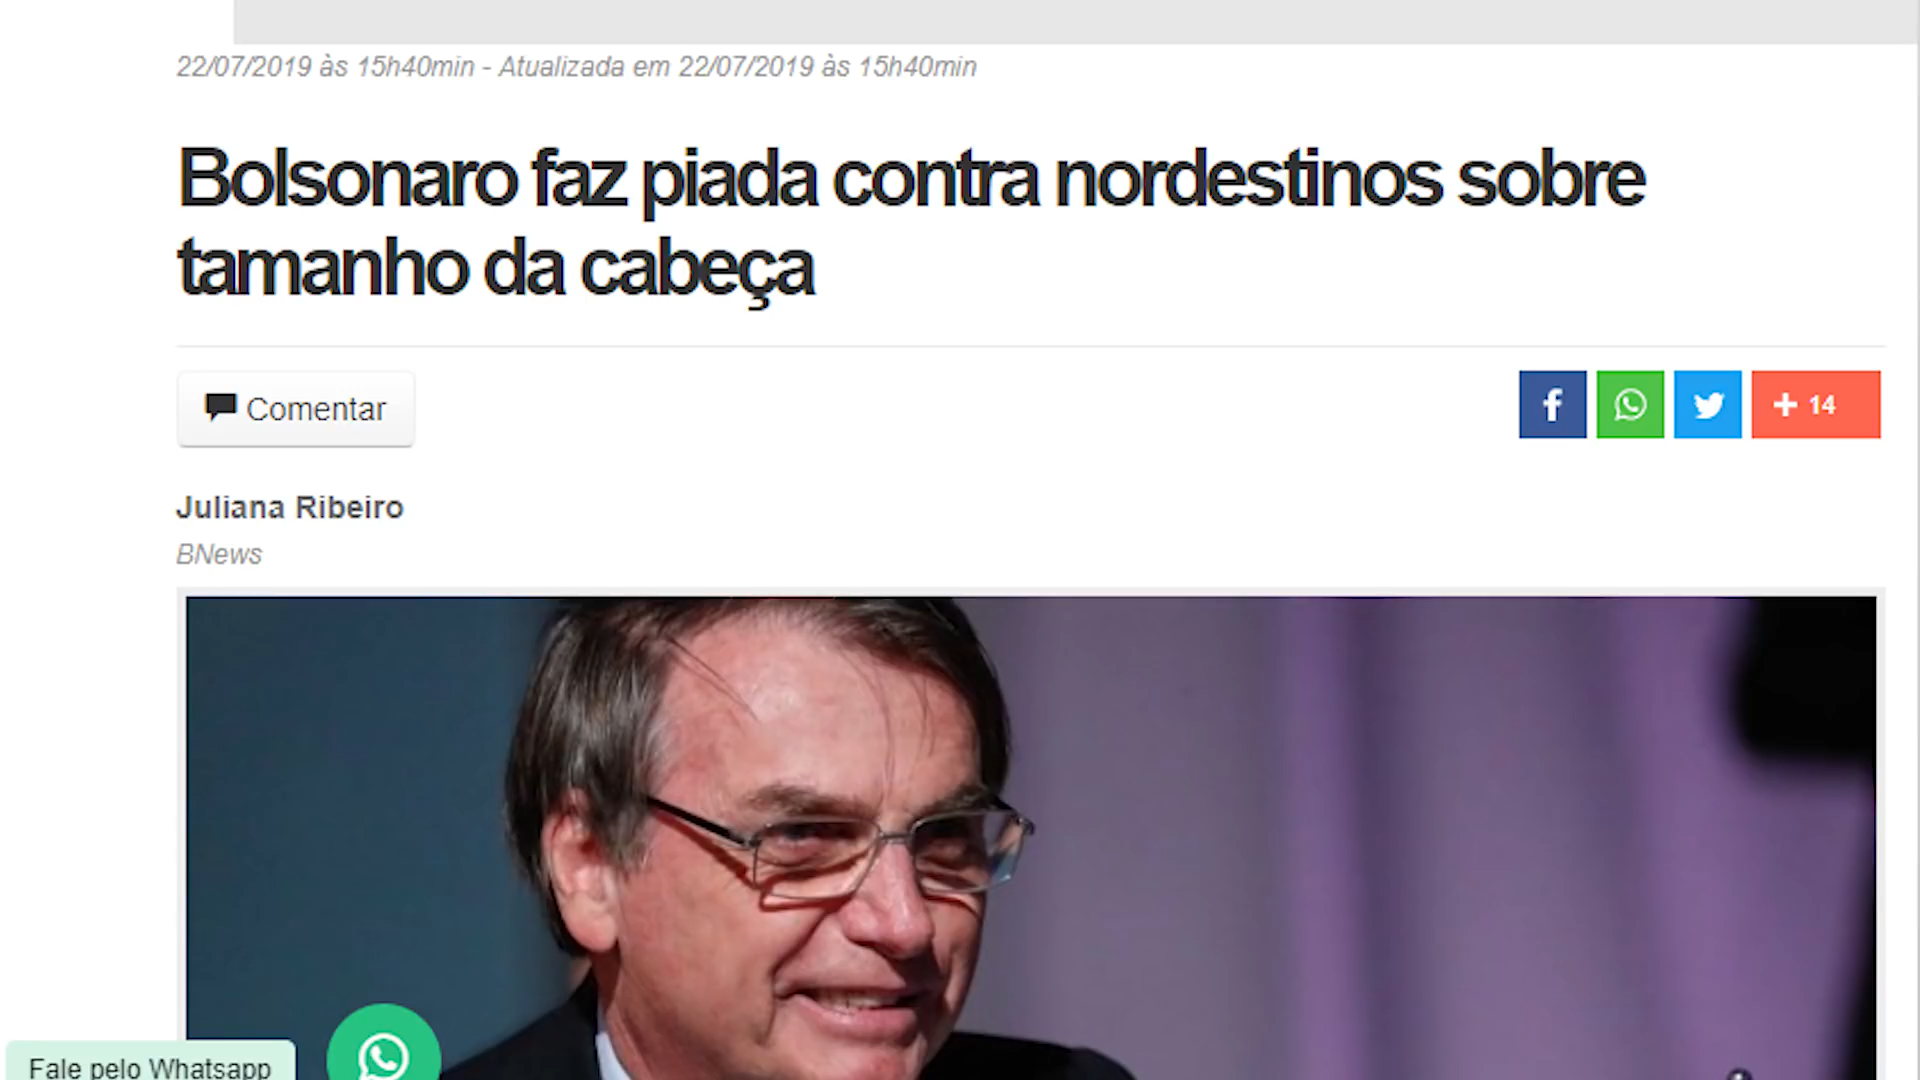 22/07/2019 às 15h40min - Atualizada em 22/07/2019 às 15h40min
Bolsonaro faz piada contra nordestinos sobre
tamanho da cabeça
Comentar
14
Juliana Ribeiro
BNews
Fale pelo Whatsapp